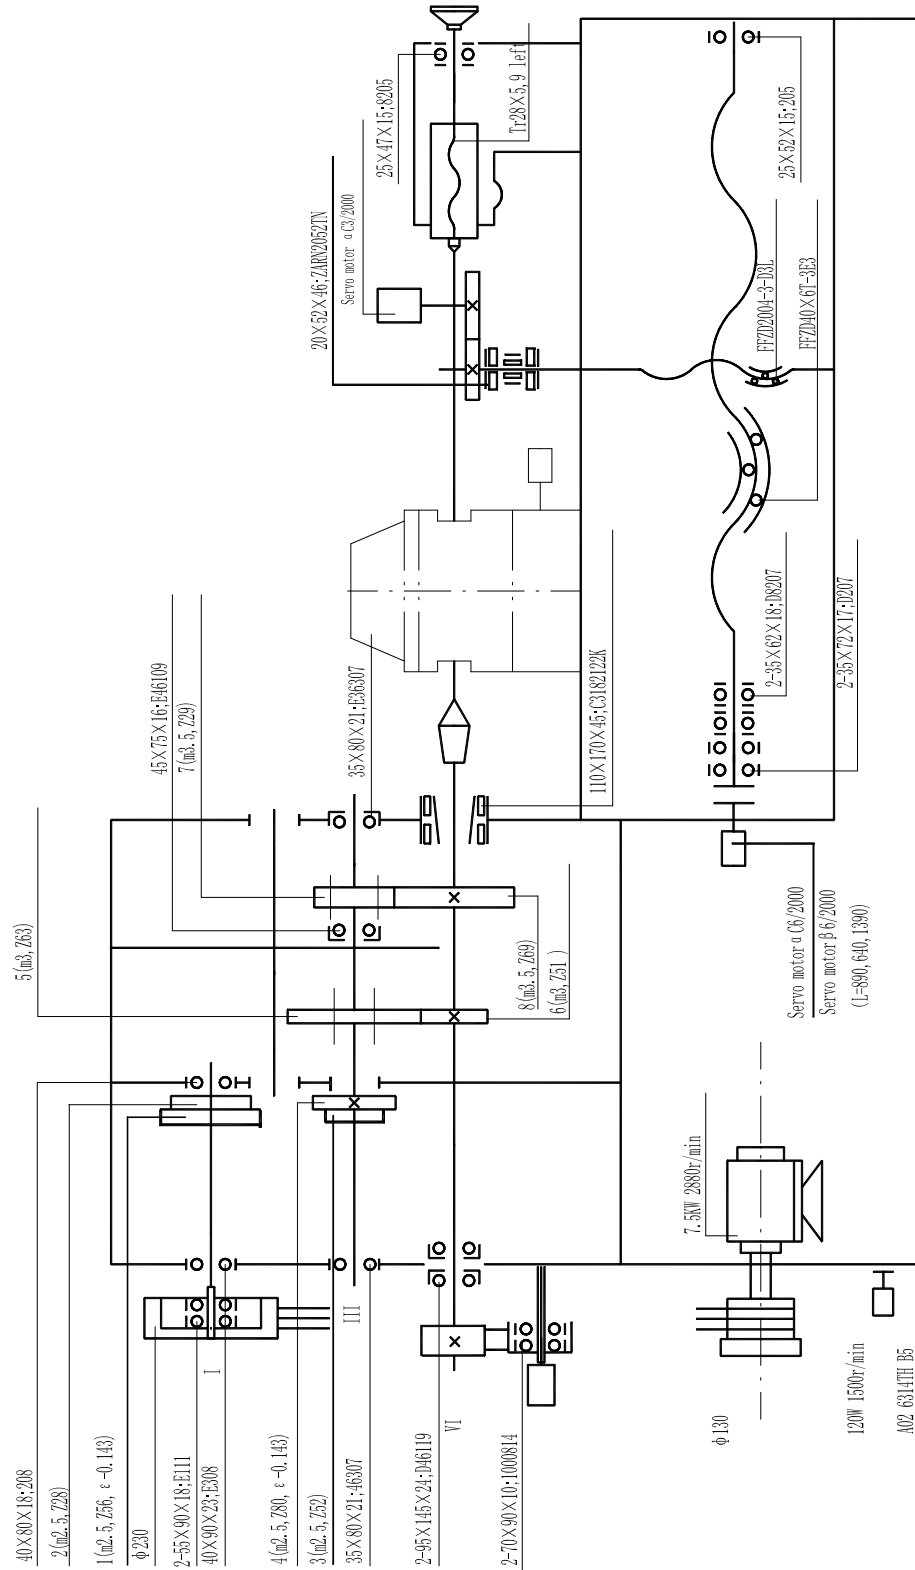 40×80×18;208
2(m2.5,Z28)
1(m2.5,Z56, ε-0.143)
ϕ230
2-55×90×18;E111
40×90×23;E308
4(m2.5,Z80, ε-0.143)
3(m2.5,Z52)
35×80×21;46307
2-95×145×24;D46119
2-70×90×10;1000814
I
III
VI
5(m3,Z63)
45×75×16;E46109
7(m3.5,Z29)
35×80×21;E36307
8(m3.5,Z69)
6(m3,Z51 )
110×170×45;C3182122K
20×52×46;ZARN2052TN
Servo motor α C3/2000
25×47×15;8205
Tr28×5,9 left
25×52×15;205
FFZD2004-3-D3L
FFZD40×6T-3E3
2-35×62×18;D8207
2-35×72×17;D207
Servo motor α C6/2000
Servo motor β 6/2000
(L=890,640,1390)
7.5KW 2880r/min
ϕ130
120W 1500r/min
A02 6314TH B5